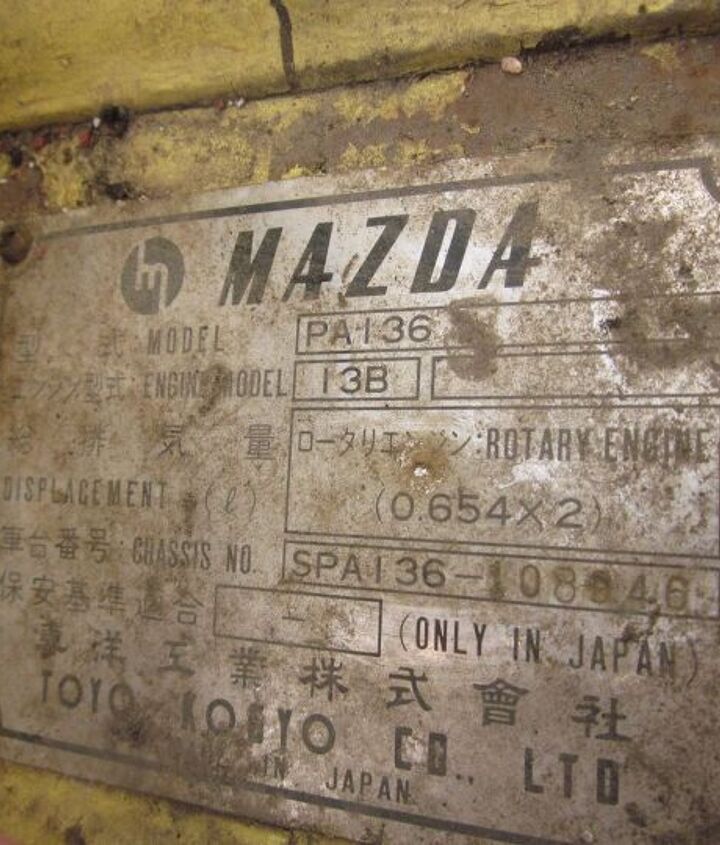 MAZDA
型式 MODEL PA136
エンジン型式: ENGINE MODEL 13B
排気量 ロータリエンジン:ROTARY ENGINE
DISPLACEMENT (ℓ) (0.654×2)
車台番号: CHASSIS NO. SPA136-
保安基準適合 - (ONLY IN JAPAN)
東洋工業株式會社
TOYO KOGYO CO., LTD
IN JAPAN